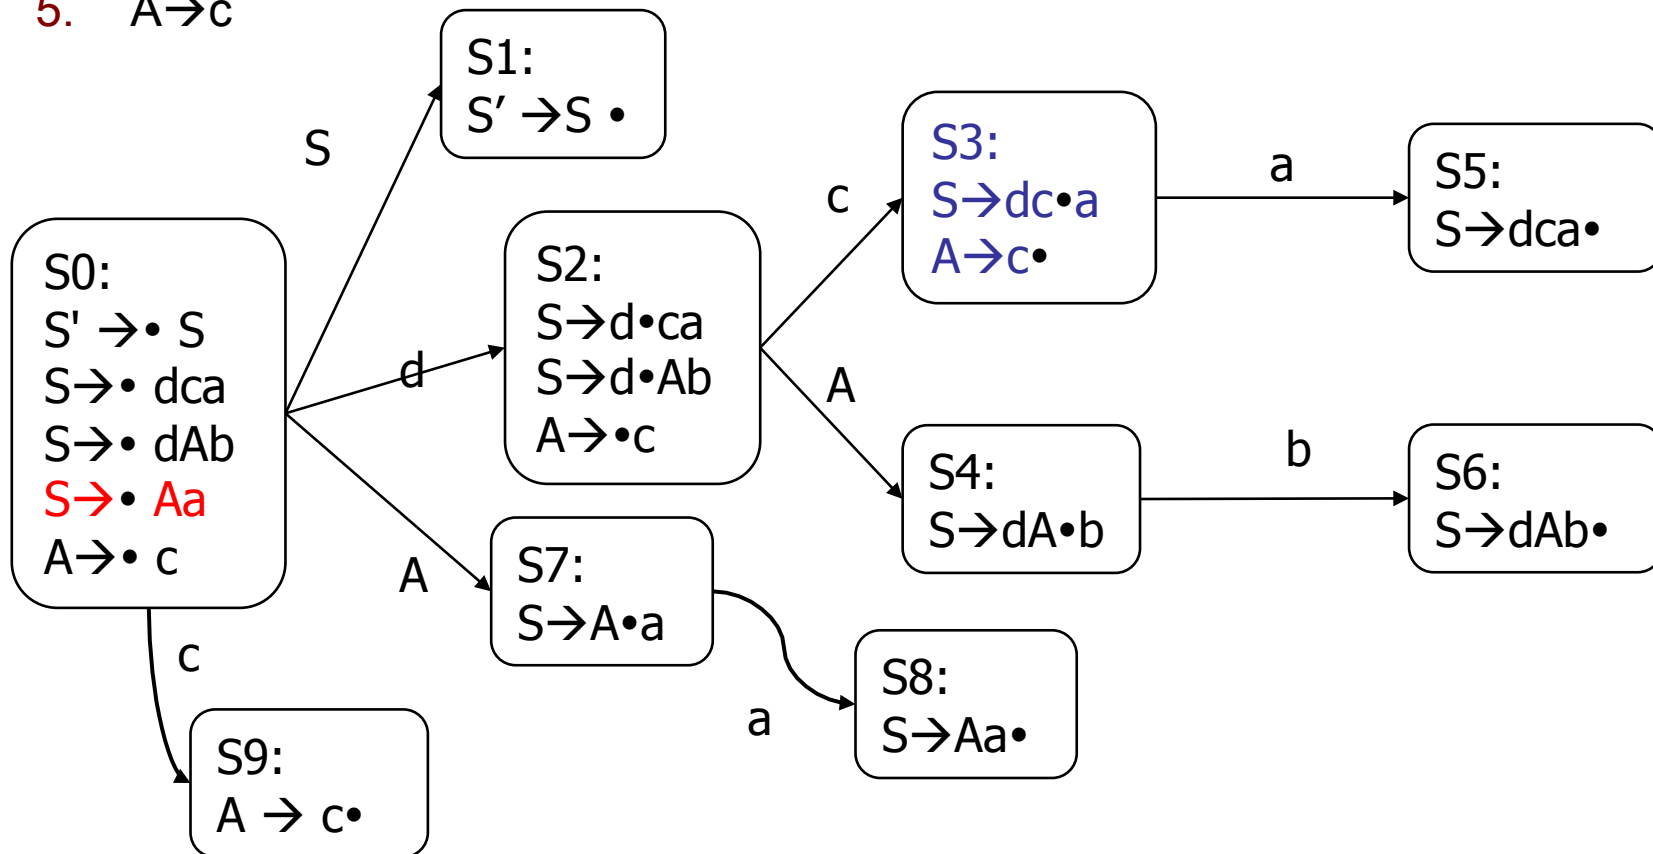 5. A→c
S1:
S′ →S •
S
S0:
S' →• S
S→• dca
S→• dAb
S→• Aa
A→• c
d
S2:
S→d•ca
S→d•Ab
A→•c
c
S3:
S→dc•a
A→c•
a
S5:
S→dca•
A
S4:
S→dA•b
b
S6:
S→dAb•
A
S7:
S→A•a
a
S8:
S→Aa•
c
S9:
A → c•